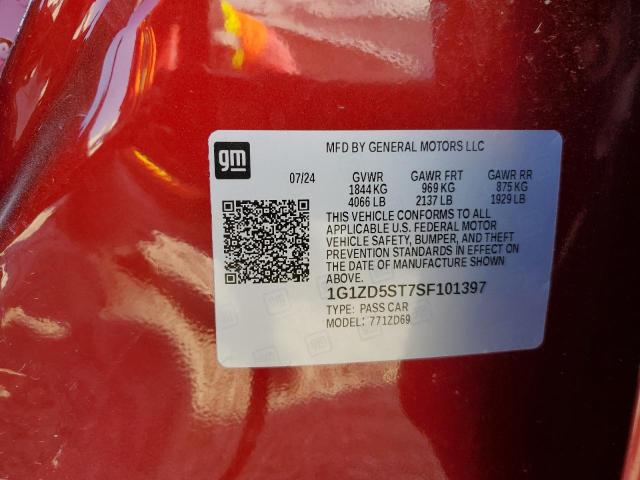 gm
MFD BY GENERAL MOTORS LLC
07/24 GVWR GAWR FRT GAWR RR
1844 KG 969 KG 875 KG
4066 LB 2137 LB 1929 LB
THIS VEHICLE CONFORMS TO ALL
APPLICABLE U.S. FEDERAL MOTOR
VEHICLE SAFETY, BUMPER, AND THEFT
PREVENTION STANDARDS IN EFFECT ON
THE DATE OF MANUFACTURE SHOWN
ABOVE.
1G1ZD5ST7SF101397
TYPE: PASS CAR
MODEL: 771ZD69